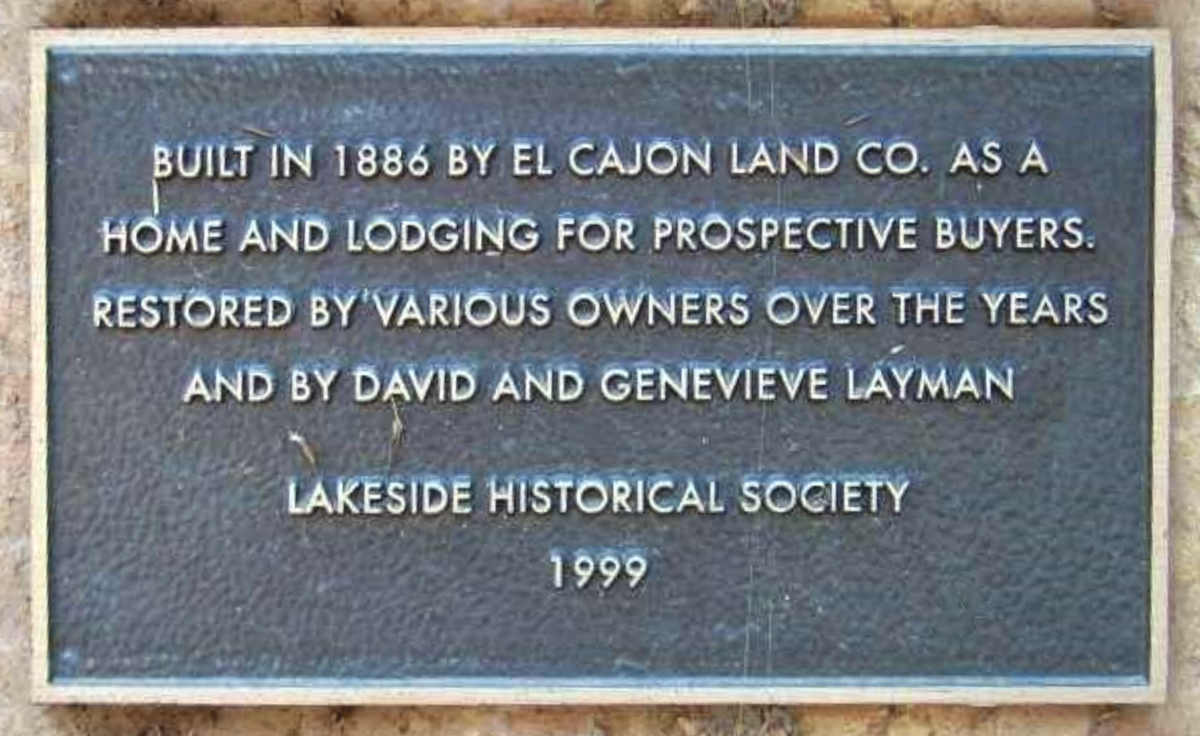 BUILT IN 1886 BY EL CAJON LAND CO. AS A
HOME AND LODGING FOR PROSPECTIVE BUYERS.
RESTORED BY VARIOUS OWNERS OVER THE YEARS
AND BY DAVID AND GENEVIEVE LAYMAN
LAKESIDE HISTORICAL SOCIETY
1999